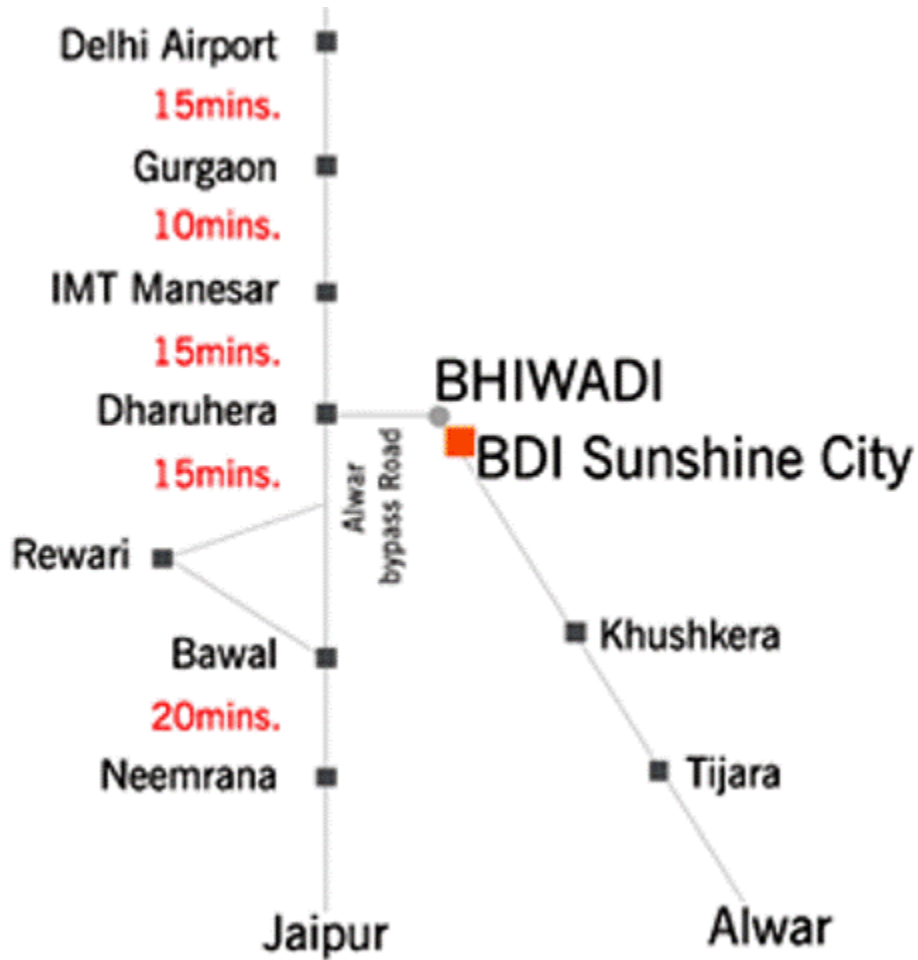 Delhi Airport
15mins.
Gurgaon
10mins.
IMT Manesar
15mins.
Dharuhera
BHIWADI
BDI Sunshine City
15mins.
Alwar
bypass Road
Rewari
Khushkera
Bawal
20mins.
Neemrana
Tijara
Jaipur
Alwar